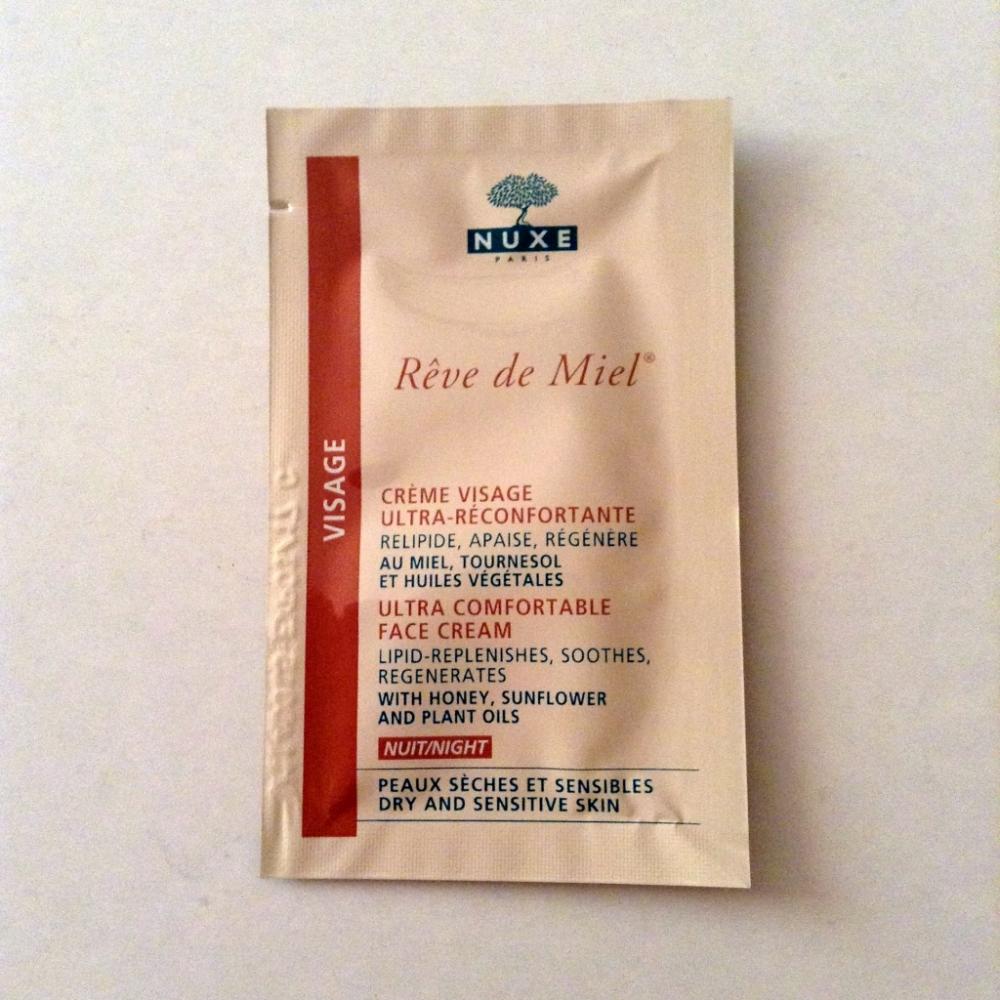 NUXE
PARIS
Rêve de Miel®
VISAGE
CRÈME VISAGE
ULTRA-RÉCONFORTANTE
RELIPIDE, APAISE, RÉGÉNÈRE
AU MIEL, TOURNESOL
ET HUILES VÉGÉTALES
ULTRA COMFORTABLE
FACE CREAM
LIPID-REPLENISHES, SOOTHES,
REGENERATES
WITH HONEY, SUNFLOWER
AND PLANT OILS
NUIT/NIGHT
PEAUX SÈCHES ET SENSIBLES
DRY AND SENSITIVE SKIN